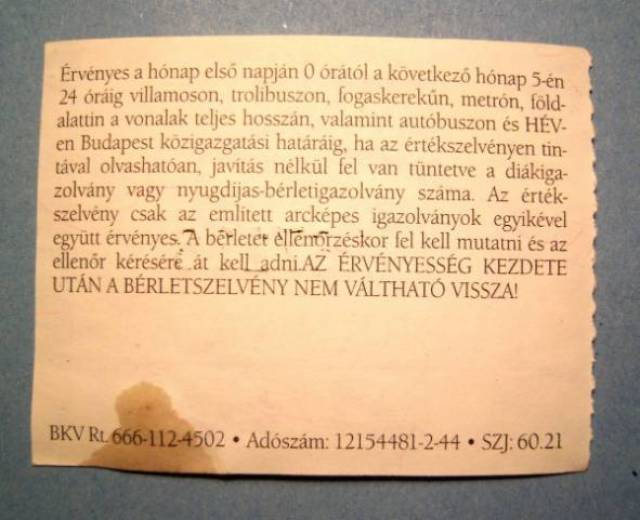 Érvényes a hónap első napján 0 órától a következő hónap 5-én
24 óráig villamoson, trolibuszon, fogaskerekűn, metrón, föld-
alattin a vonalak teljes hosszán, valamint autóbuszon és HÉV-
en Budapest közigazgatási határáig, ha az értékszelvényen tin-
tával olvashatóan, javítás nélkül fel van tüntetve a diákiga-
zolvány vagy nyugdíjas-bérletigazolvány száma. Az érték-
szelvény csak az említett arcképes igazolványok egyikével
együtt érvényes. A bérletet ellenőrzéskor fel kell mutatni és az
ellenőr kérésére át kell adni.AZ ÉRVÉNYESSÉG KEZDETE
UTÁN A BÉRLETSZELVÉNY NEM VÁLTHATÓ VISSZA!
BKV Rt. 666-112-4502 • Adószám: 12154481-2-44 • SZJ: 60.21